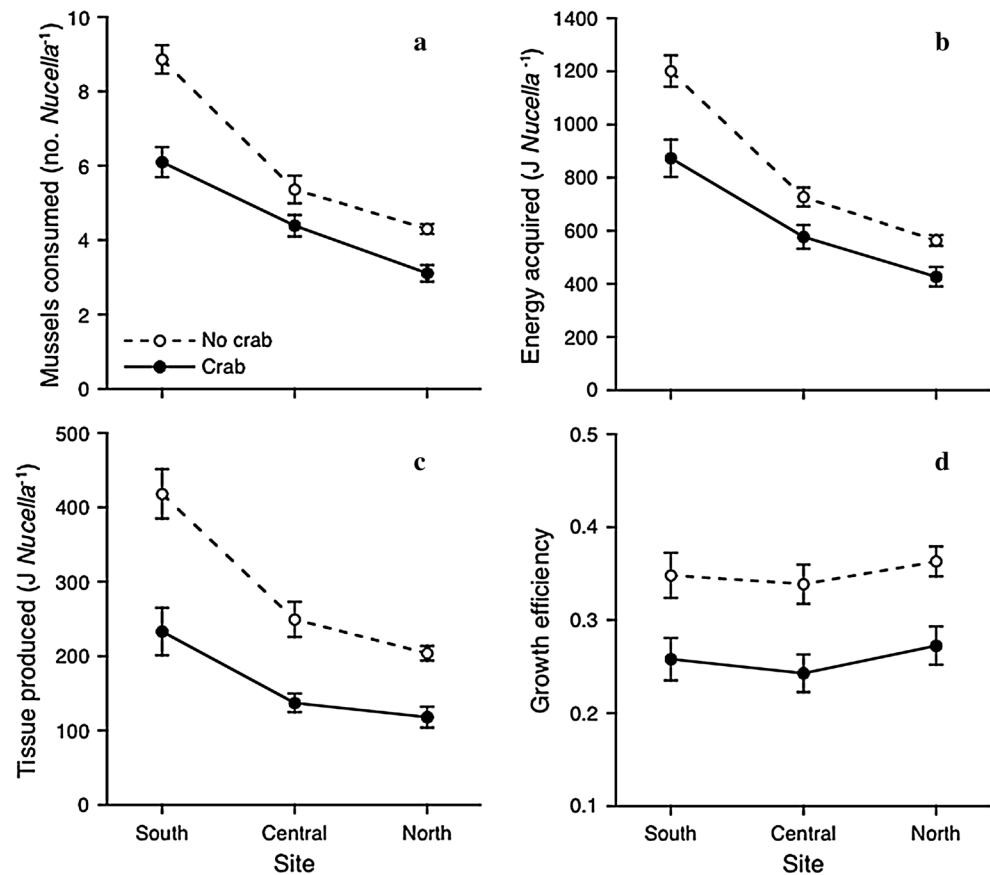 a
Mussels consumed (no. Nucella⁻¹)
10
8
6
4
2
0
No crab
Crab
b
Energy acquired (J Nucella⁻¹)
1400
1200
1000
800
600
400
200
0
c
Tissue produced (J Nucella⁻¹)
500
400
300
200
100
0
South Central North
Site
d
Growth efficiency
0.5
0.4
0.3
0.2
0.1
South Central North
Site